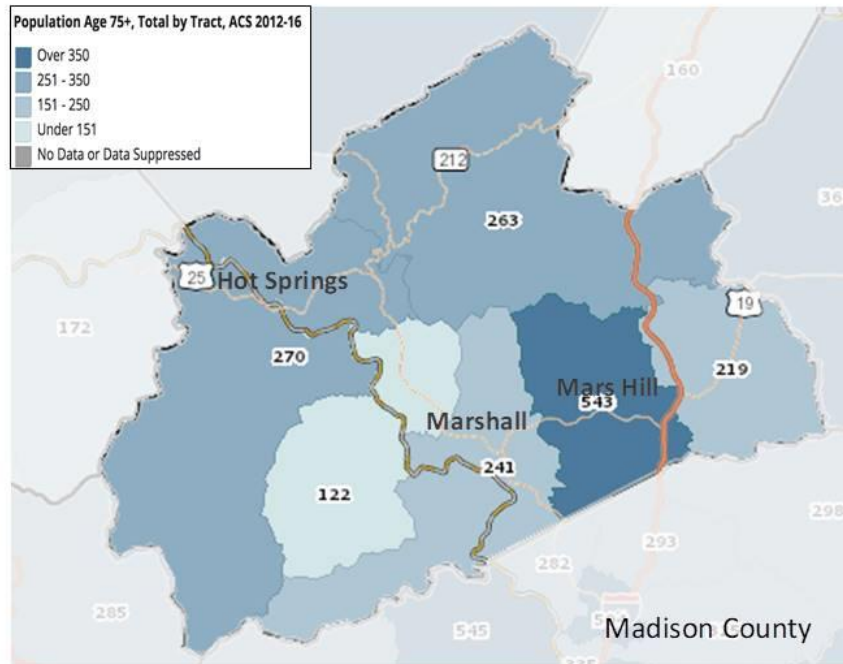 Population Age 75+, Total by Tract, ACS 2012-16
Over 350
251 - 350
151 - 250
Under 151
No Data or Data Suppressed
160
212
263
36
25
Hot Springs
19
172
270
219
Mars Hill
543
Marshall
241
122
298
293
282
285
545
Madison County
335